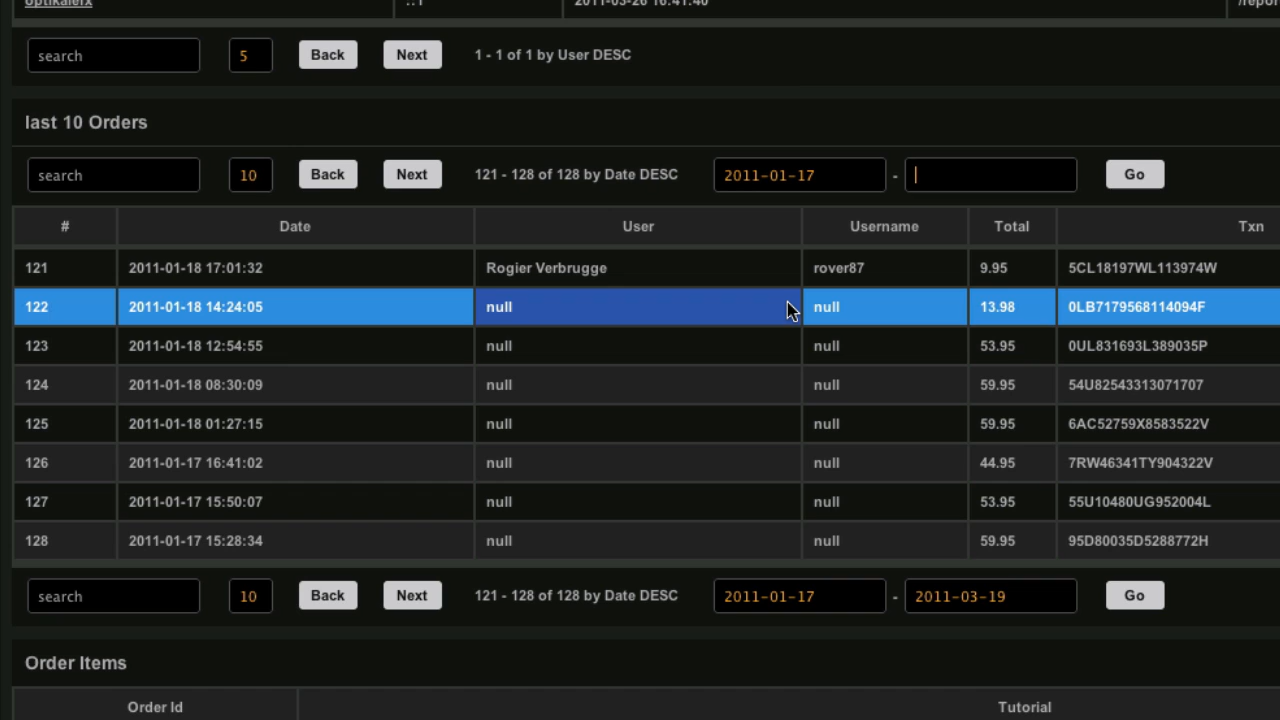 optikalefx ::1 2011-03-26 16:41:40
search 5 Back Next 1 - 1 of 1 by User DESC
last 10 Orders
search 10 Back Next 121 - 128 of 128 by Date DESC 2011-01-17 - Go
# Date User Username Total Txn
121 2011-01-18 17:01:32 Rogier Verbrugge rover87 9.95 5CL18197WL113974W
122 2011-01-18 14:24:05 null null 13.98 0LB7179568114094F
123 2011-01-18 12:54:55 null null 53.95 0UL831693L389035P
124 2011-01-18 08:30:09 null null 59.95 54U82543313071707
125 2011-01-18 01:27:15 null null 59.95 6AC52759X8583522V
126 2011-01-17 16:41:02 null null 44.95 7RW46341TY904322V
127 2011-01-17 15:50:07 null null 53.95 55U10480UG952004L
128 2011-01-17 15:28:34 null null 59.95 95D80035D5288772H
search 10 Back Next 121 - 128 of 128 by Date DESC 2011-01-17 - 2011-03-19 Go
Order Items
Order Id Tutorial